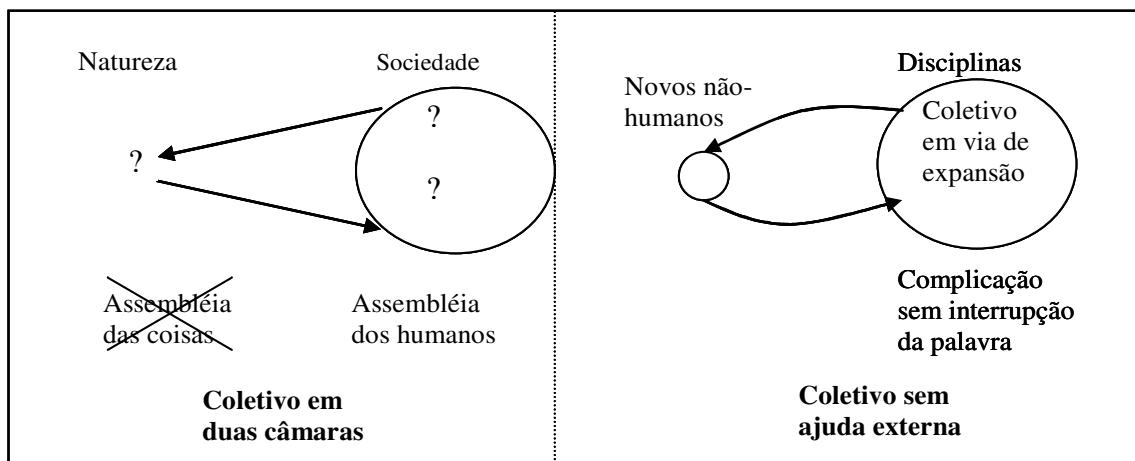 Natureza
Sociedade
?
?
?
Assembléia
das coisas
Assembléia
dos humanos
Coletivo em
duas câmaras
Novos não-
humanos
Disciplinas
Coletivo
em via de
expansão
Complicação
sem interrupção
da palavra
Coletivo sem
ajuda externa